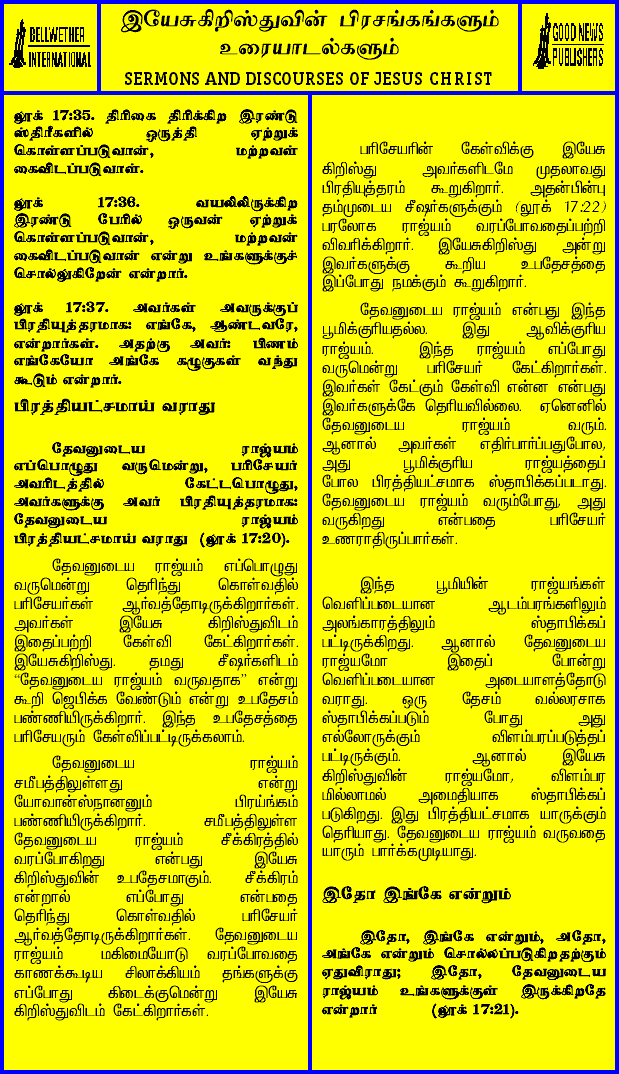 BELLWETHER
INTERNATIONAL
இயேசுகிறிஸ்துவின் பிரசங்கங்களும்
உரையாடல்களும்
SERMONS AND DISCOURSES OF JESUS CHRIST
GOOD NEWS
PUBLISHERS
லூக் 17:35. திரிகை திரிக்கிற இரண்டு
ஸ்திரீகளில் ஒருத்தி ஏற்றுக்
கொள்ளப்படுவாள், மற்றவள்
கைவிடப்படுவாள்.
லூக் 17:36. வயலிலிருக்கிற
இரண்டு பேரில் ஒருவன் ஏற்றுக்
கொள்ளப்படுவான், மற்றவன்
கைவிடப்படுவான் என்று உங்களுக்குச்
சொல்லுகிறேன் என்றார்.
லூக் 17:37. அவர்கள் அவருக்குப்
பிரதியுத்தரமாக: எங்கே, ஆண்டவரே,
என்றார்கள். அதற்கு அவர்: பிணம்
எங்கேயோ அங்கே கழுகுகள் வந்து
கூடும் என்றார்.
பிரத்தியட்சமாய் வராது
தேவனுடைய ராஜ்யம்
எப்பொழுது வருமென்று, பரிசேயர்
அவரிடத்தில் கேட்டபொழுது,
அவர்களுக்கு அவர் பிரதியுத்தரமாக:
தேவனுடைய ராஜ்யம்
பிரத்தியட்சமாய் வராது (லூக் 17:20).
தேவனுடைய ராஜ்யம் எப்பொழுது
வருமென்று தெரிந்து கொள்வதில்
பரிசேயர்கள் ஆர்வத்தோடிருக்கிறார்கள்.
அவர்கள் இயேசு கிறிஸ்துவிடம்
இதைப்பற்றி கேள்வி கேட்கிறார்கள்.
இயேசுகிறிஸ்து. தமது சீஷர்களிடம்
“தேவனுடைய ராஜ்யம் வருவதாக” என்று
கூறி ஜெபிக்க வேண்டும் என்று உபதேசம்
பண்ணியிருக்கிறார். இந்த உபதேசத்தை
பரிசேயரும் கேள்விப்பட்டிருக்கலாம்.
தேவனுடைய ராஜ்யம்
சமீபத்திலுள்ளது என்று
யோவான்ஸ்நானனும் பிரய்ங்கம்
பண்ணியிருக்கிறார். சமீபத்திலுள்ள
தேவனுடைய ராஜ்யம் சீக்கிரத்தில்
வரப்போகிறது என்பது இயேசு
கிறிஸ்துவின் உபதேசமாகும். சீக்கிரம்
என்றால் எப்போது என்பதை
தெரிந்து கொள்வதில் பரிசேயர்
ஆர்வத்தோடிருக்கிறார்கள். தேவனுடைய
ராஜ்யம் மகிமையோடு வரப்போவதை
காணக்கூடிய சிலாக்கியம் தங்களுக்கு
எப்போது கிடைக்குமென்று இயேசு
கிறிஸ்துவிடம் கேட்கிறார்கள்.
பரிசேயரின் கேள்விக்கு இயேசு
கிறிஸ்து அவர்களிடமே முதலாவது
பிரதியுத்தரம் கூறுகிறார். அதன்பின்பு
தம்முடைய சீஷர்களுக்கும் (லூக் 17:22)
பரலோக ராஜ்யம் வரப்போவதைப்பற்றி
விவரிக்கிறார். இயேசுகிறிஸ்து அன்று
இவர்களுக்கு கூறிய உபதேசத்தை
இப்போது நமக்கும் கூறுகிறார்.
தேவனுடைய ராஜ்யம் என்பது இந்த
பூமிக்குரியதல்ல. இது ஆவிக்குரிய
ராஜ்யம். இந்த ராஜ்யம் எப்போது
வருமென்று பரிசேயர் கேட்கிறார்கள்.
இவர்கள் கேட்கும் கேள்வி என்ன என்பது
இவர்களுக்கே தெரியவில்லை. ஏனெனில்
தேவனுடைய ராஜ்யம் வரும்.
ஆனால் அவர்கள் எதிர்பார்ப்பதுபோல,
அது பூமிக்குரிய ராஜ்யத்தைப்
போல பிரத்தியட்சமாக ஸ்தாபிக்கப்படாது.
தேவனுடைய ராஜ்யம் வரும்போது, அது
வருகிறது என்பதை பரிசேயர்
உணராதிருப்பார்கள்.
இந்த பூமியின் ராஜ்யங்கள்
வெளிப்படையான ஆடம்பரங்களிலும்
அலங்காரத்திலும் ஸ்தாபிக்கப்
பட்டிருக்கிறது. ஆனால் தேவனுடைய
ராஜ்யமோ இதைப் போன்று
வெளிப்படையான அடையாளத்தோடு
வராது. ஒரு தேசம் வல்லரசாக
ஸ்தாபிக்கப்படும் போது அது
எல்லோருக்கும் விளம்பரப்படுத்தப்
பட்டிருக்கும். ஆனால் இயேசு
கிறிஸ்துவின் ராஜ்யமோ, விளம்பர
மில்லாமல் அமைதியாக ஸ்தாபிக்கப்
படுகிறது. இது பிரத்தியட்சமாக யாருக்கும்
தெரியாது. தேவனுடைய ராஜ்யம் வருவதை
யாரும் பார்க்கமுடியாது.
இதோ இங்கே என்றும்
இதோ, இங்கே என்றும், அதோ,
அங்கே என்றும் சொல்லப்படுகிறதற்கும்
ஏதுவிராது; இதோ, தேவனுடைய
ராஜ்யம் உங்களுக்குள் இருக்கிறதே
என்றார் (லூக் 17:21).